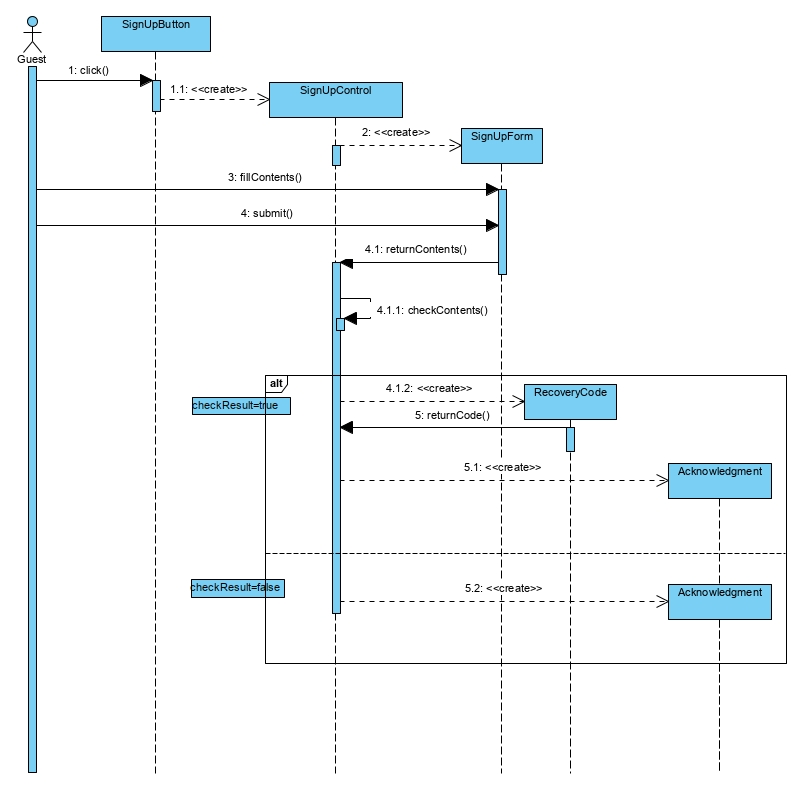 SignUpButton
Guest
1: click()
1.1: <<create>>
SignUpControl
2: <<create>>
SignUpForm
3: fillContents()
4: submit()
4.1: returnContents()
4.1.1: checkContents()
alt
4.1.2: <<create>>
RecoveryCode
checkResult=true
5: returnCode()
5.1: <<create>>
Acknowledgment
checkResult=false
5.2: <<create>>
Acknowledgment